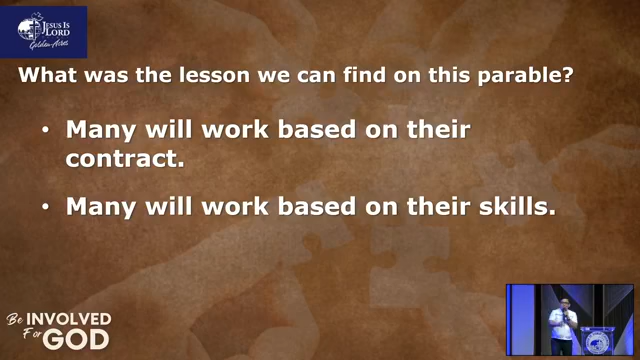 JESUS IS
LORD
Golden Acres
What was the lesson we can find on this parable?
• Many will work based on their
contract.
• Many will work based on their skills.
Be INVOLVED
For GOD